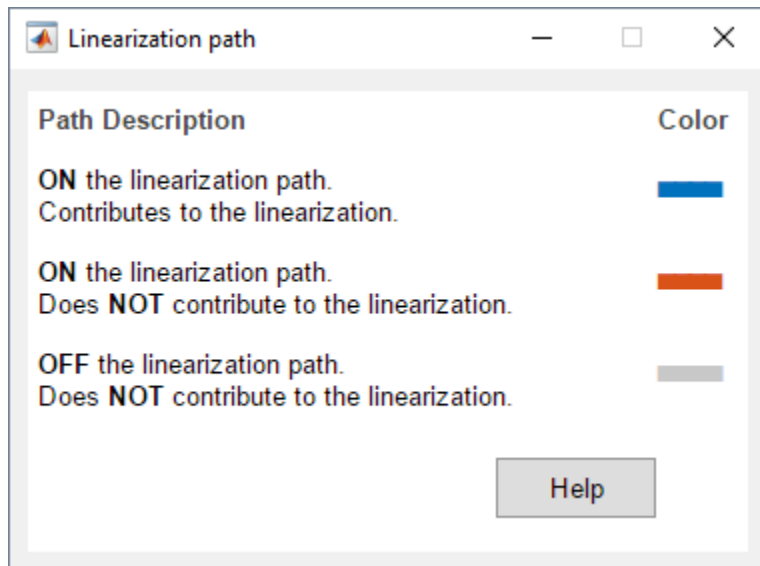 Linearization path
Path Description Color
ON the linearization path.
Contributes to the linearization.
ON the linearization path.
Does NOT contribute to the linearization.
OFF the linearization path.
Does NOT contribute to the linearization.
Help